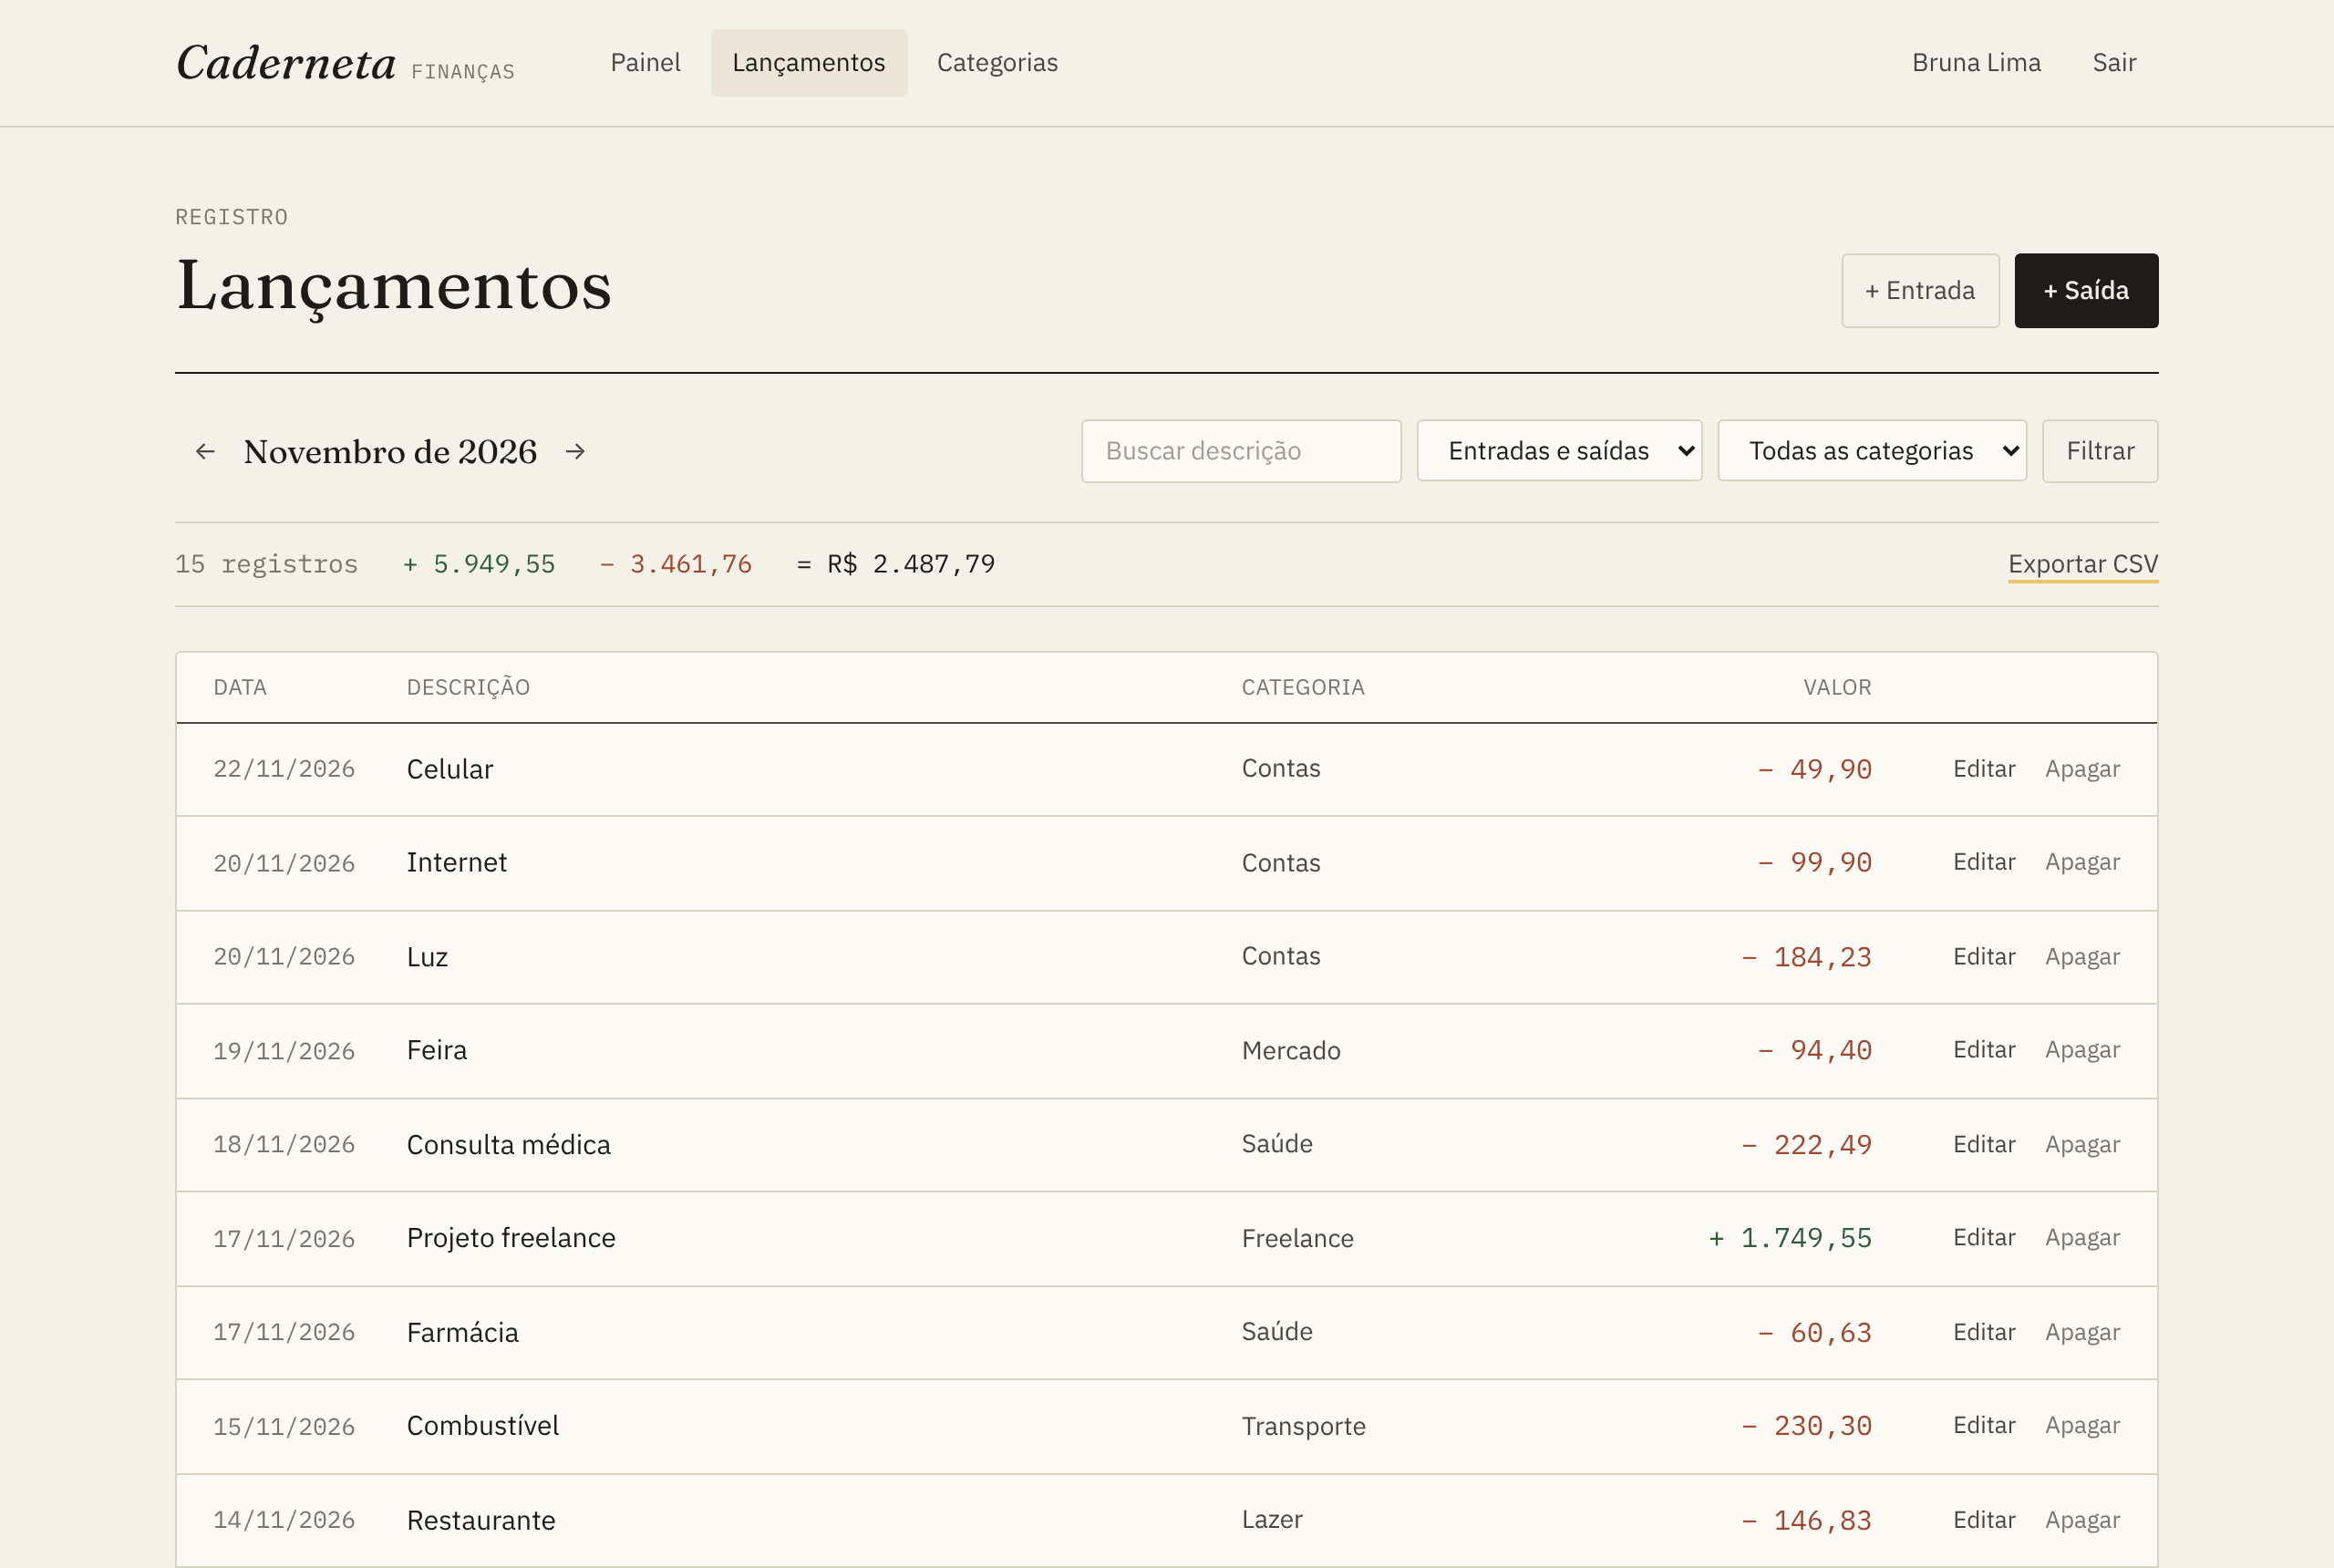 Caderneta FINANÇAS Painel Lançamentos Categorias Bruna Lima Sair
REGISTRO
Lançamentos + Entrada + Saída
← Novembro de 2026 → Buscar descrição Entradas e saídas Todas as categorias Filtrar
15 registros + 5.949,55 − 3.461,76 = R$ 2.487,79 Exportar CSV
DATA DESCRIÇÃO CATEGORIA VALOR
22/11/2026 Celular Contas − 49,90 Editar Apagar
20/11/2026 Internet Contas − 99,90 Editar Apagar
20/11/2026 Luz Contas − 184,23 Editar Apagar
19/11/2026 Feira Mercado − 94,40 Editar Apagar
18/11/2026 Consulta médica Saúde − 222,49 Editar Apagar
17/11/2026 Projeto freelance Freelance + 1.749,55 Editar Apagar
17/11/2026 Farmácia Saúde − 60,63 Editar Apagar
15/11/2026 Combustível Transporte − 230,30 Editar Apagar
14/11/2026 Restaurante Lazer − 146,83 Editar Apagar